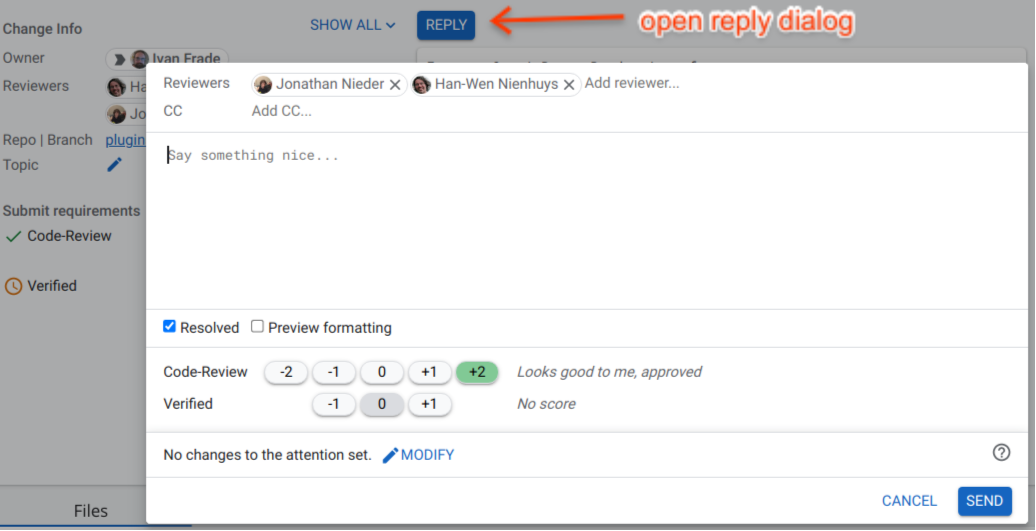 Change Info
SHOW ALL
REPLY
open reply dialog
Owner
Ivan Frade
Reviewers
Ha
Jo
Repo | Branch
plugin
Topic
Submit requirements
Code-Review
Verified
Reviewers
Jonathan Nieder
Han-Wen Nienhuys
Add reviewer...
CC
Add CC...
Say something nice...
Resolved
Preview formatting
Code-Review
-2
-1
0
+1
+2
Looks good to me, approved
Verified
-1
0
+1
No score
No changes to the attention set.
MODIFY
CANCEL
SEND
Files